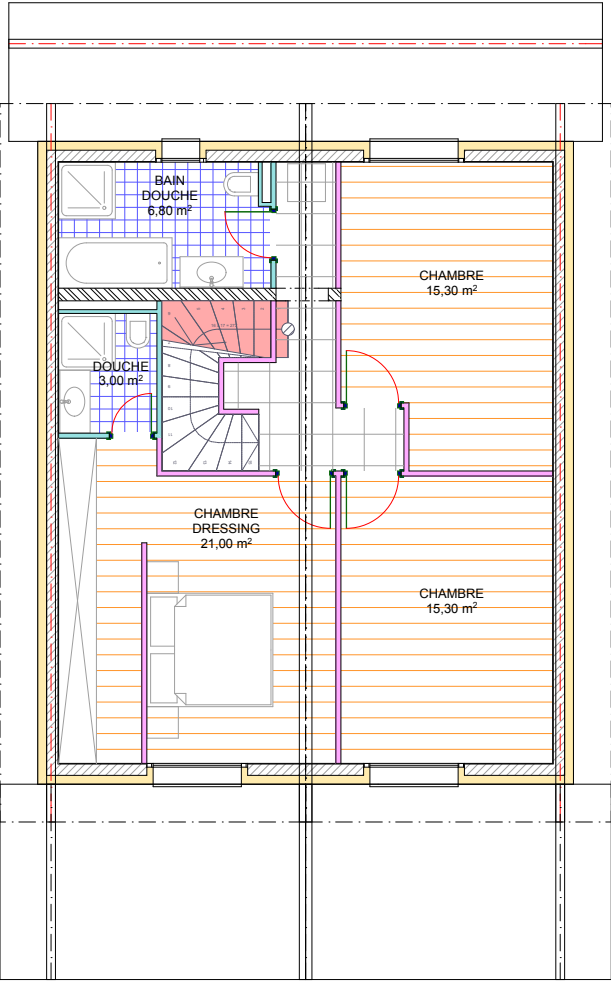 BAIN
DOUCHE
6,80 m²
CHAMBRE
15,30 m²
DOUCHE
3,00 m²
CHAMBRE
DRESSING
21,00 m²
CHAMBRE
15,30 m²